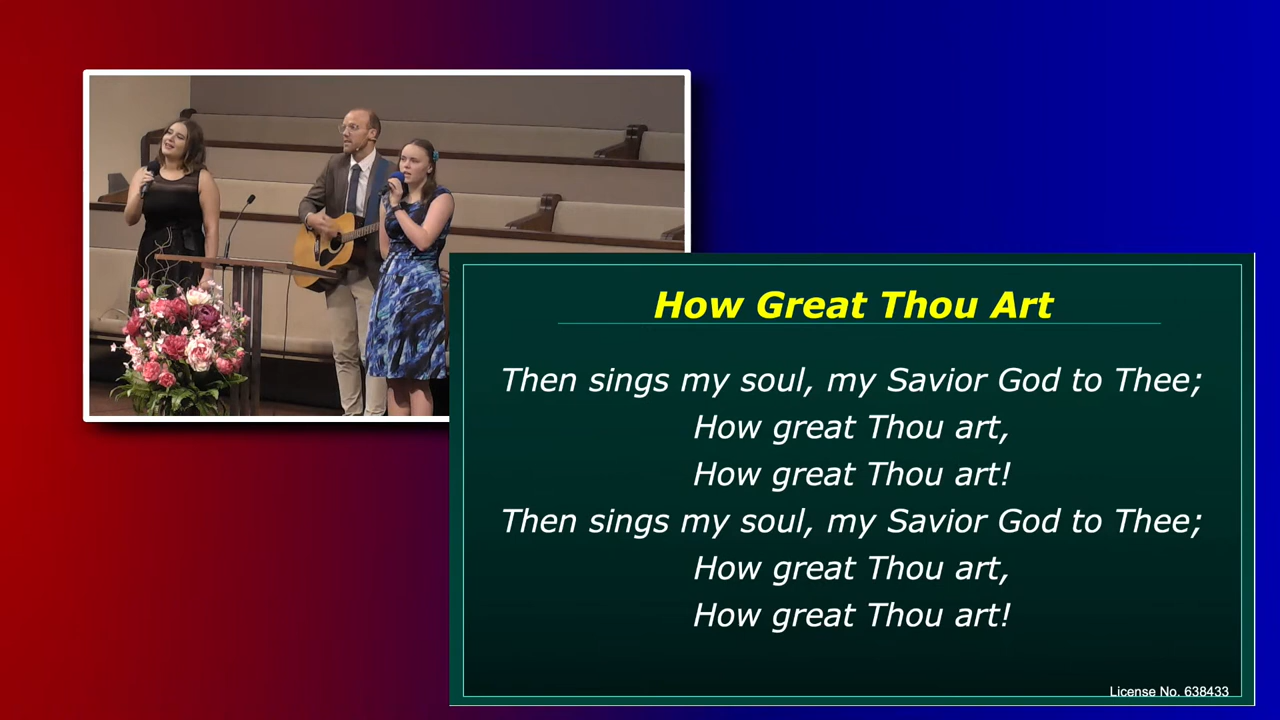 How Great Thou Art
Then sings my soul, my Savior God to Thee;
How great Thou art,
How great Thou art!
Then sings my soul, my Savior God to Thee;
How great Thou art,
How great Thou art!
License No. 638433